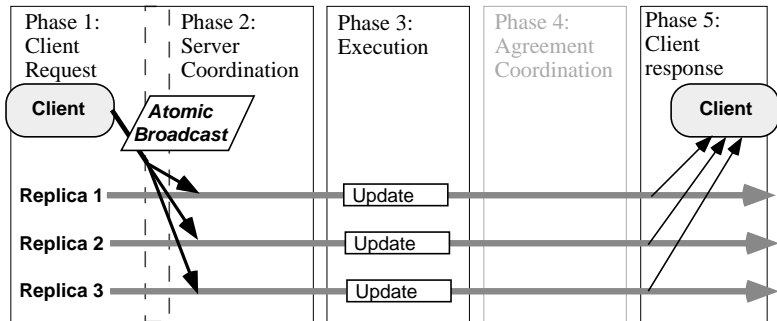 Phase 1:
Client
Request
Phase 2:
Server
Coordination
Phase 3:
Execution
Phase 4:
Agreement
Coordination
Phase 5:
Client
response
Client
Atomic
Broadcast
Client
Replica 1
Update
Replica 2
Update
Replica 3
Update